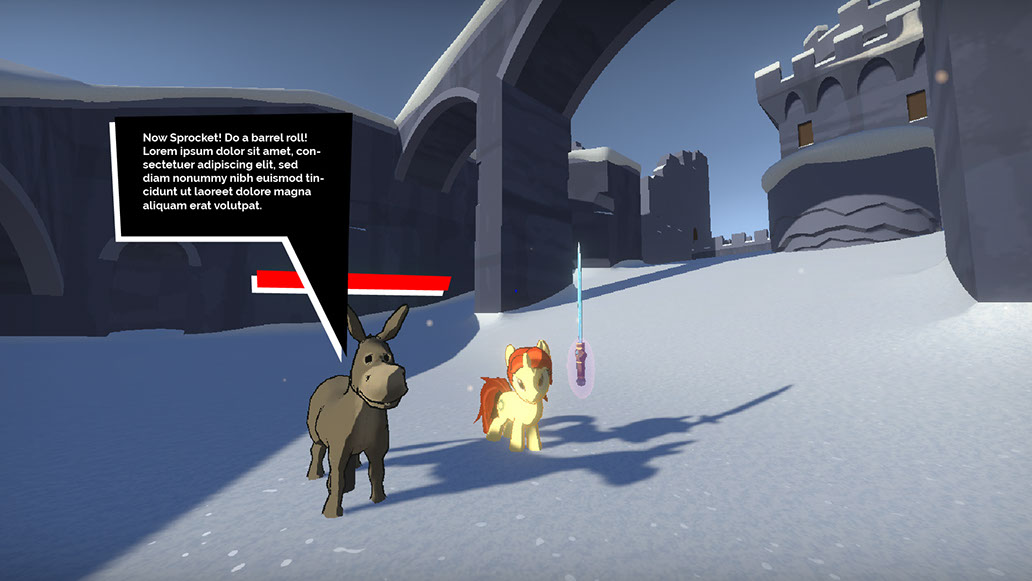 Now Sprocket! Do a barrel roll!
Lorem ipsum dolor sit amet, con-
sectetuer adipiscing elit, sed
diam nonummy nibh euismod tin-
cidunt ut laoreet dolore magna
aliquam erat volutpat.